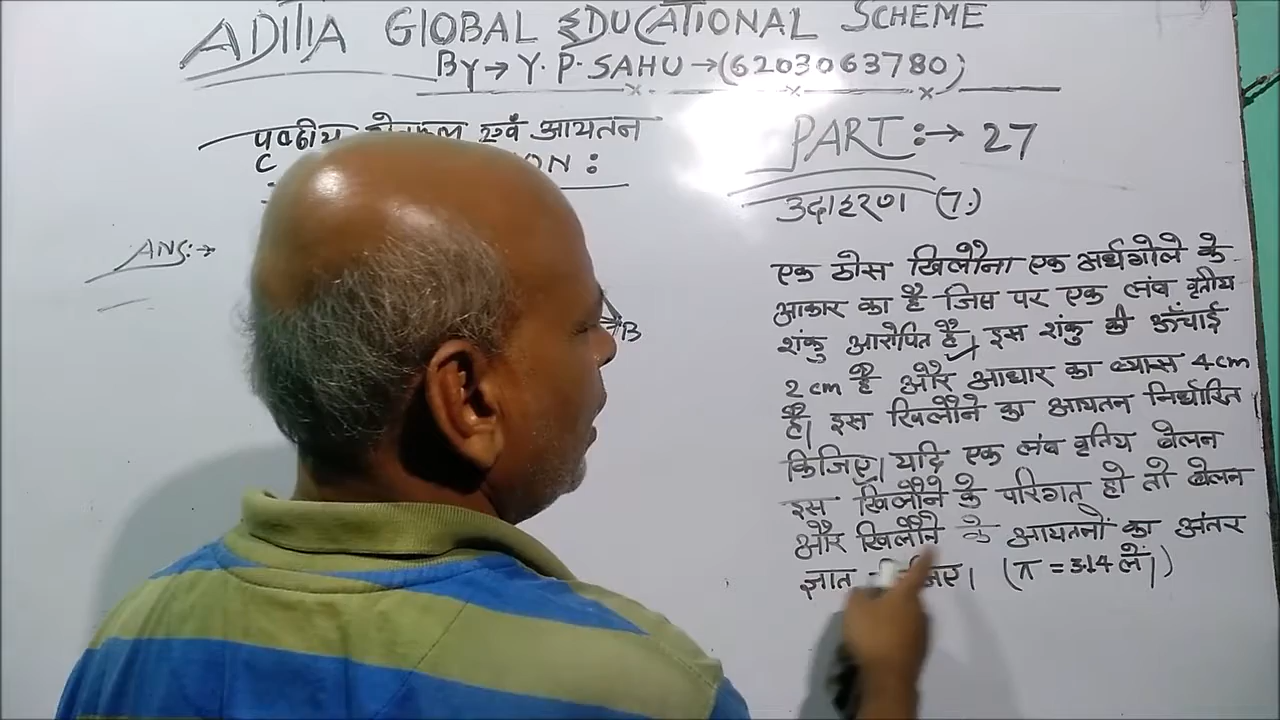 ADITIA GLOBAL EDUCATIONAL SCHEME
By→ Y. P. SAHU →(6203063780)
एवं आयतन
C ON :
PART :→ 27
उदाहरण (7.)
ANS:→
B
एक ठोस खिलौना एक अर्धगोले के
आकार का है जिस पर एक लंब वृतीय
शंकु आरोपित है। इस शंकु की ऊँचाई
2 cm है और आधार का व्यास 4 cm
है। इस खिलौने का आयतन निर्धारित
किजिए। यदि एक लंब वृतिय बेलन
इस खिलौने के परिगत् हो तो बेलन
और खिलौने के आयतनों का अंतर
ज्ञात जिए। (π = 3.14 लें।)